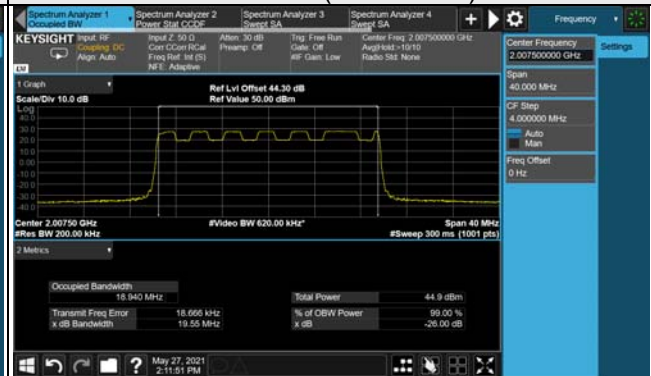 Spectrum Analyzer 1
Occupied BW
Spectrum Analyzer 2
Power Stat CCDF
Spectrum Analyzer 3
Swept SA
Spectrum Analyzer 4
Swept SA
Frequency
KEYSIGHT
Input: RF
Coupling: DC
Align: Auto
Input Z: 50 Ω
Corr CCorr RCal
Freq Ref: Int (S)
NFE: Adaptive
Atten: 30 dB
Preamp: Off
Trig: Free Run
Gate: Off
#IF Gain: Low
Center Freq: 2.007500000 GHz
Avg|Hold:>10/10
Radio Std: None
Center Frequency
2.007500000 GHz
Settings
Span
40.000 MHz
CF Step
4.000000 MHz
Auto
Man
Freq Offset
0 Hz
1 Graph
Scale/Div 10.0 dB
Ref Lvl Offset 44.30 dB
Ref Value 50.00 dBm
Log
40.0
30.0
20.0
10.0
0.00
-10.0
-20.0
-30.0
-40.0
Center 2.00750 GHz
#Res BW 200.00 kHz
#Video BW 620.00 kHz*
Span 40 MHz
#Sweep 300 ms (1001 pts)
2 Metrics
Occupied Bandwidth
18.940 MHz
Total Power
44.9 dBm
Transmit Freq Error
18.666 kHz
% of OBW Power
99.00 %
x dB Bandwidth
19.55 MHz
x dB
-26.00 dB
May 27, 2021
2:11:51 PM